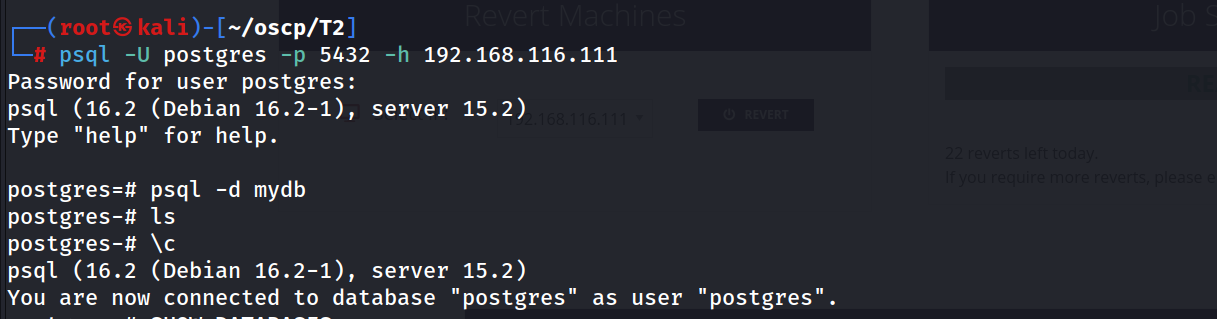 Revert Machines
Job S
┌──(root㉿kali)-[~/oscp/T2]
└─# psql -U postgres -p 5432 -h 192.168.116.111
Password for user postgres:
psql (16.2 (Debian 16.2-1), server 15.2)
Type "help" for help.
.168.116.111
REVERT
RE
22 reverts left today.
If you require more reverts, please e
postgres=# psql -d mydb
postgres-# ls
postgres-# \c
psql (16.2 (Debian 16.2-1), server 15.2)
You are now connected to database "postgres" as user "postgres".